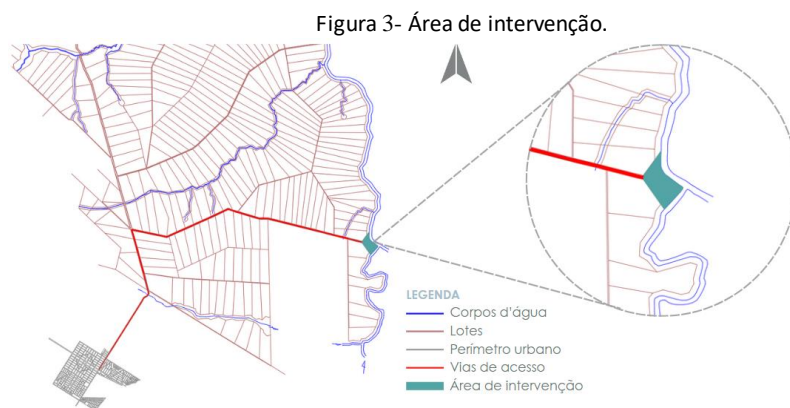 Figura 3- Área de intervenção.
LEGENDA
Corpos d'água
Lotes
Perímetro urbano
Vias de acesso
Área de intervenção